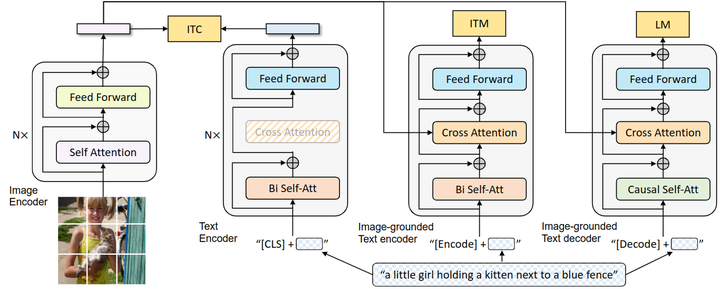 ITC
ITM
LM
Feed Forward
Self Attention
N×
Image
Encoder
Feed Forward
Cross Attention
Bi Self-Att
N×
Text
Encoder
"[CLS] + "
Feed Forward
Cross Attention
Bi Self-Att
Image-grounded
Text encoder
"[Encode] + "
Feed Forward
Cross Attention
Causal Self-Att
Image-grounded
Text decoder
"[Decode] + "
"a little girl holding a kitten next to a blue fence"